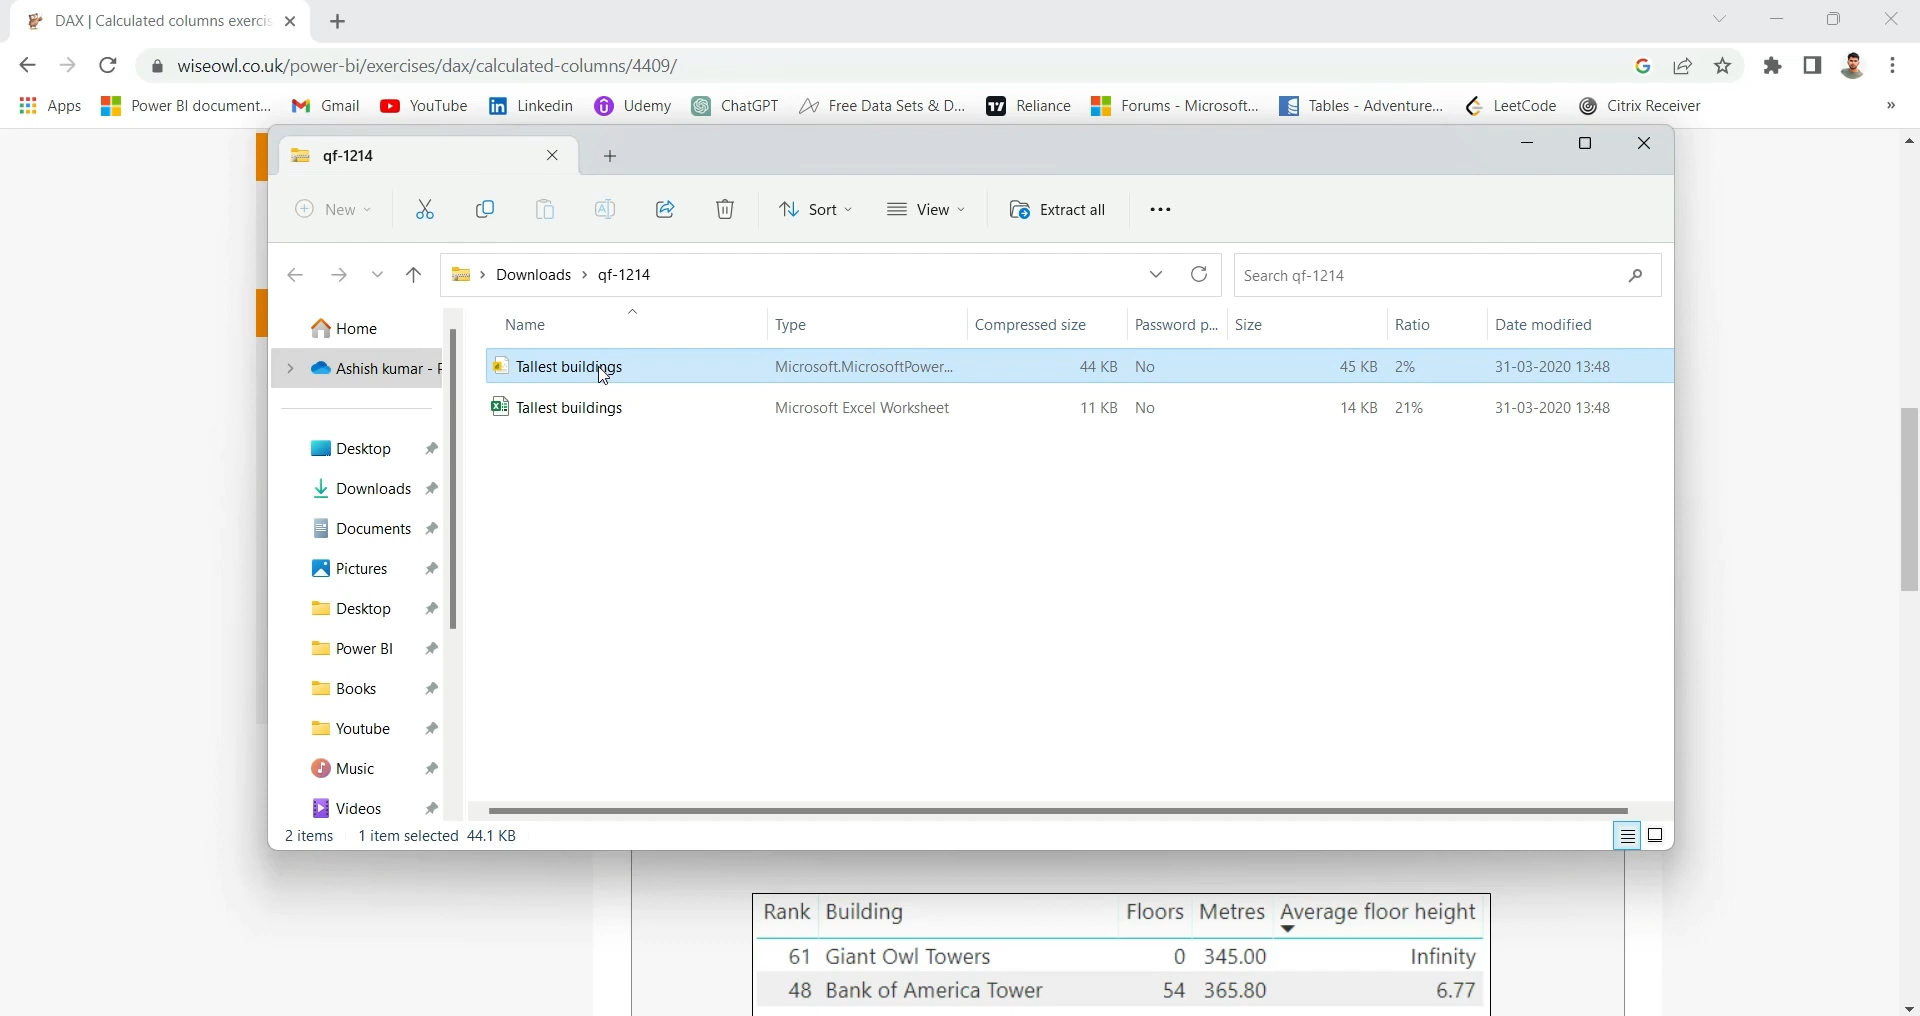 DAX | Calculated columns exercis
wiseowl.co.uk/power-bi/exercises/dax/calculated-columns/4409/
Apps Power BI document... Gmail YouTube Linkedin Udemy ChatGPT Free Data Sets & D... Reliance Forums - Microsoft... Tables - Adventure... LeetCode Citrix Receiver »
qf-1214
New Sort View Extract all
Downloads > qf-1214 Search qf-1214
Name Type Compressed size Password p... Size Ratio Date modified
Tallest buildings Microsoft.MicrosoftPower... 44 KB No 45 KB 2% 31-03-2020 13:48
Tallest buildings Microsoft Excel Worksheet 11 KB No 14 KB 21% 31-03-2020 13:48
Home
Ashish kumar - P
Desktop
Downloads
Documents
Pictures
Desktop
Power BI
Books
Youtube
Music
Videos
2 items 1 item selected 44.1 KB
Rank Building Floors Metres Average floor height
61 Giant Owl Towers 0 345.00 Infinity
48 Bank of America Tower 54 365.80 6.77